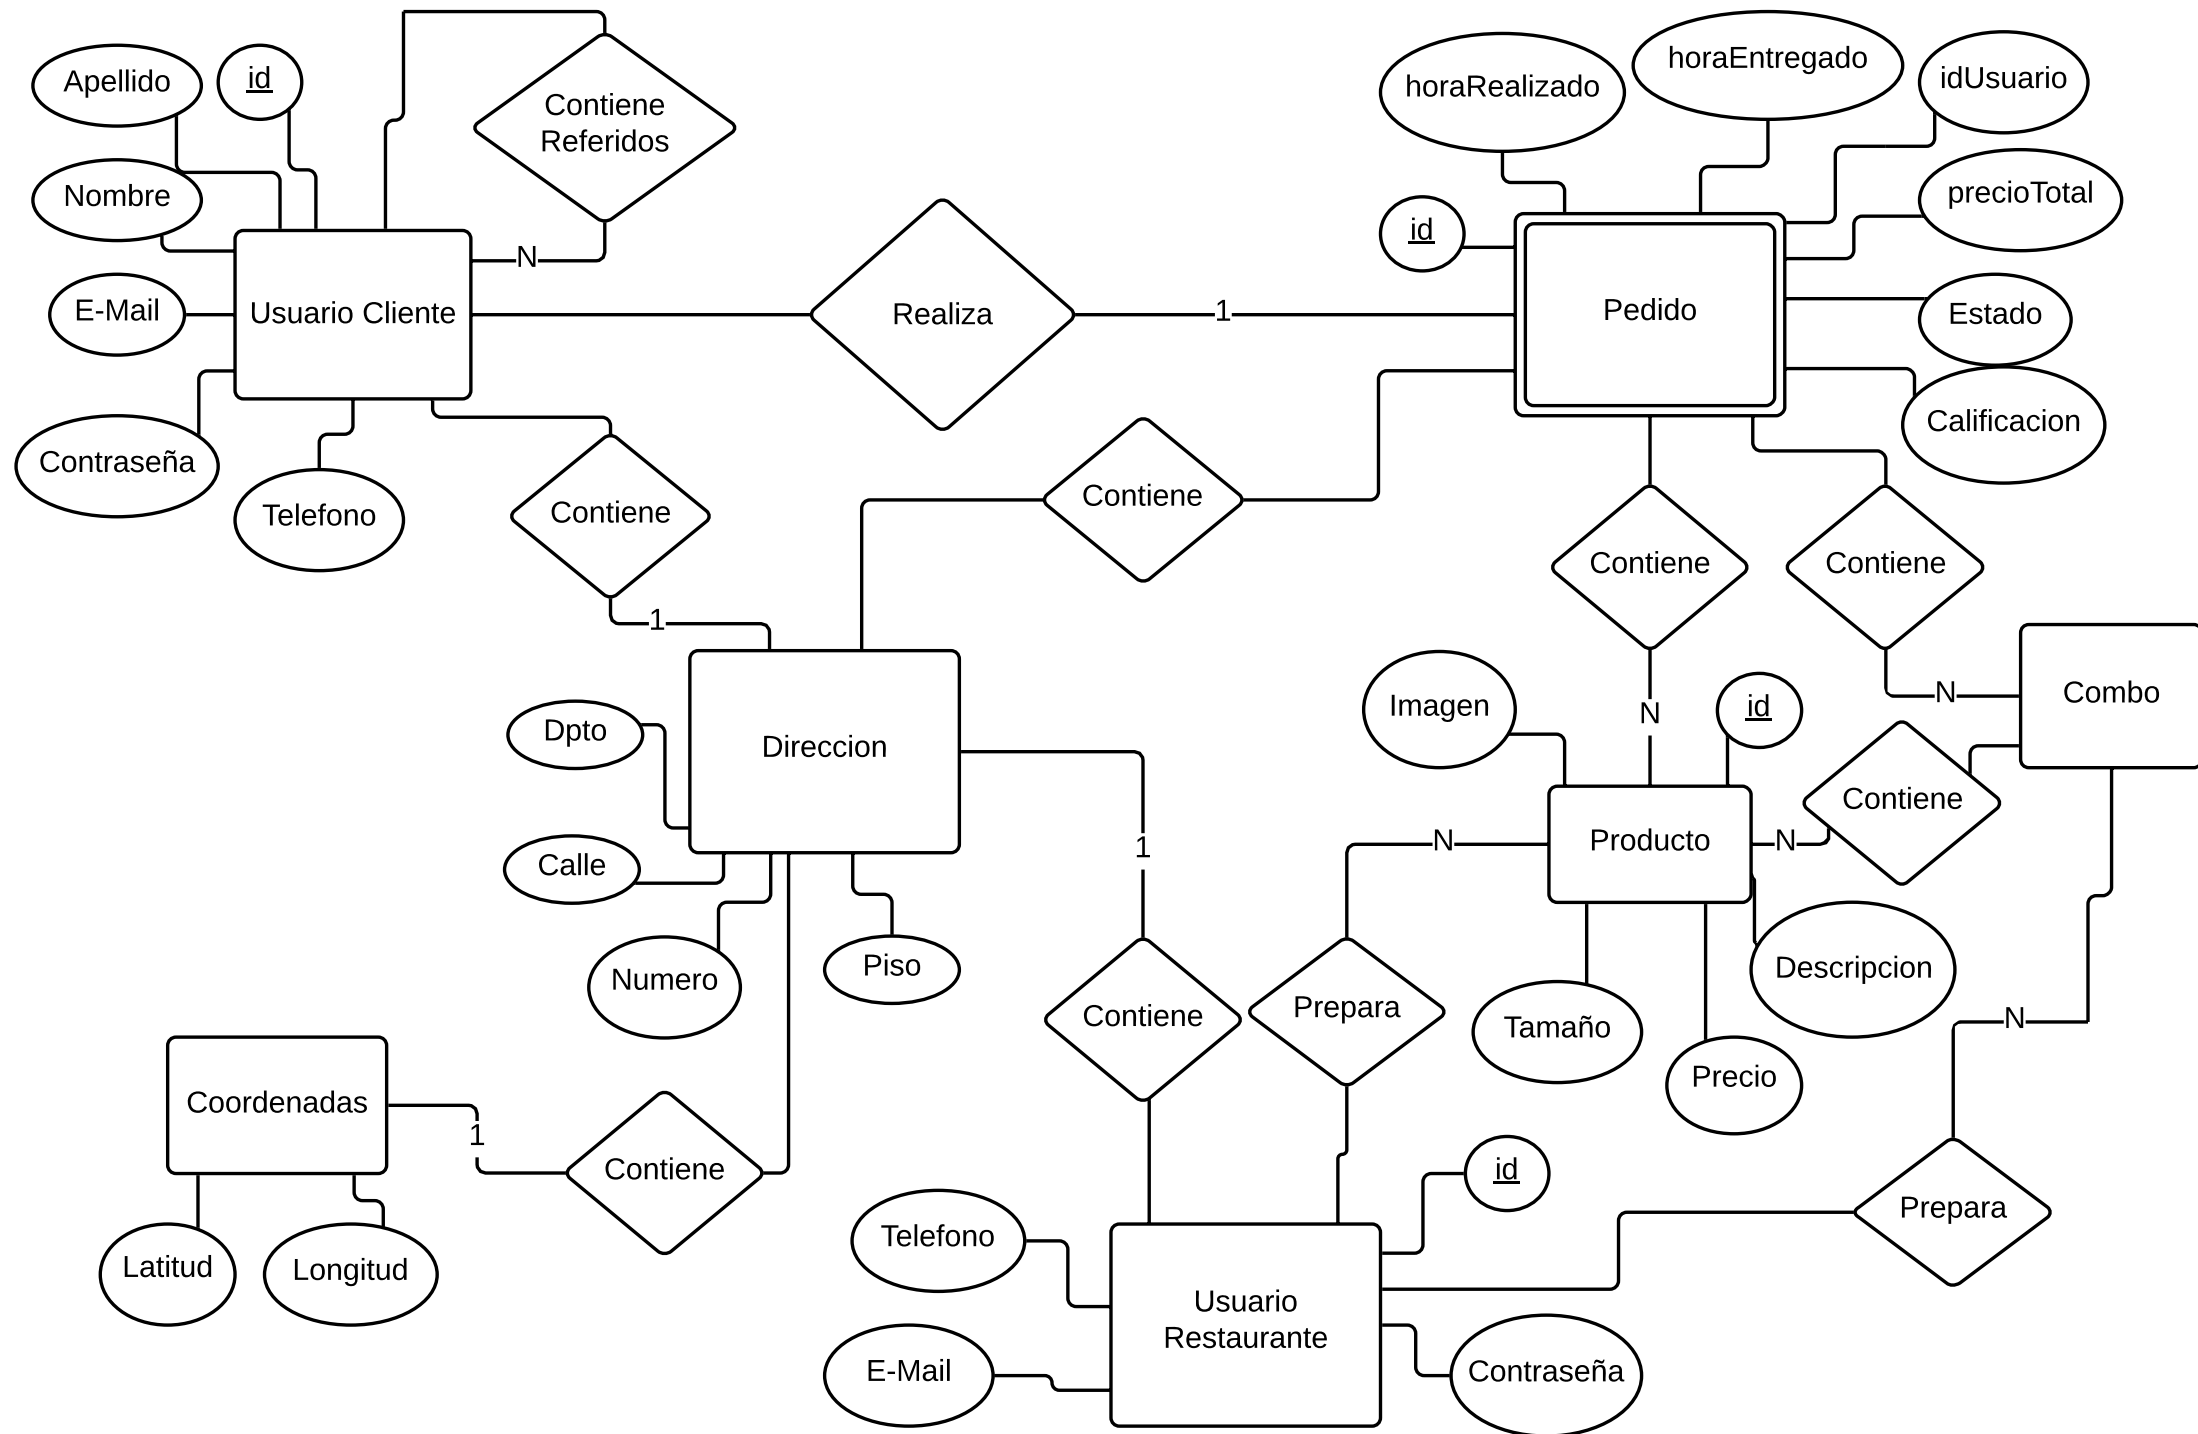 horaEntregado
Apellido
id
horaRealizado
idUsuario
Contiene
Referidos
Nombre
precioTotal
id
N
E-Mail
Usuario Cliente
Realiza
1
Pedido
Estado
Calificacion
Contraseña
Telefono
Contiene
Contiene
Contiene
Contiene
1
Combo
N
Imagen
N
id
Dpto
Direccion
Contiene
1
N
Producto
N
Calle
Numero
Piso
Descripcion
Contiene
Prepara
Tamaño
N
Precio
Coordenadas
1
Contiene
id
Prepara
Telefono
Latitud
Longitud
Usuario
Restaurante
E-Mail
Contraseña